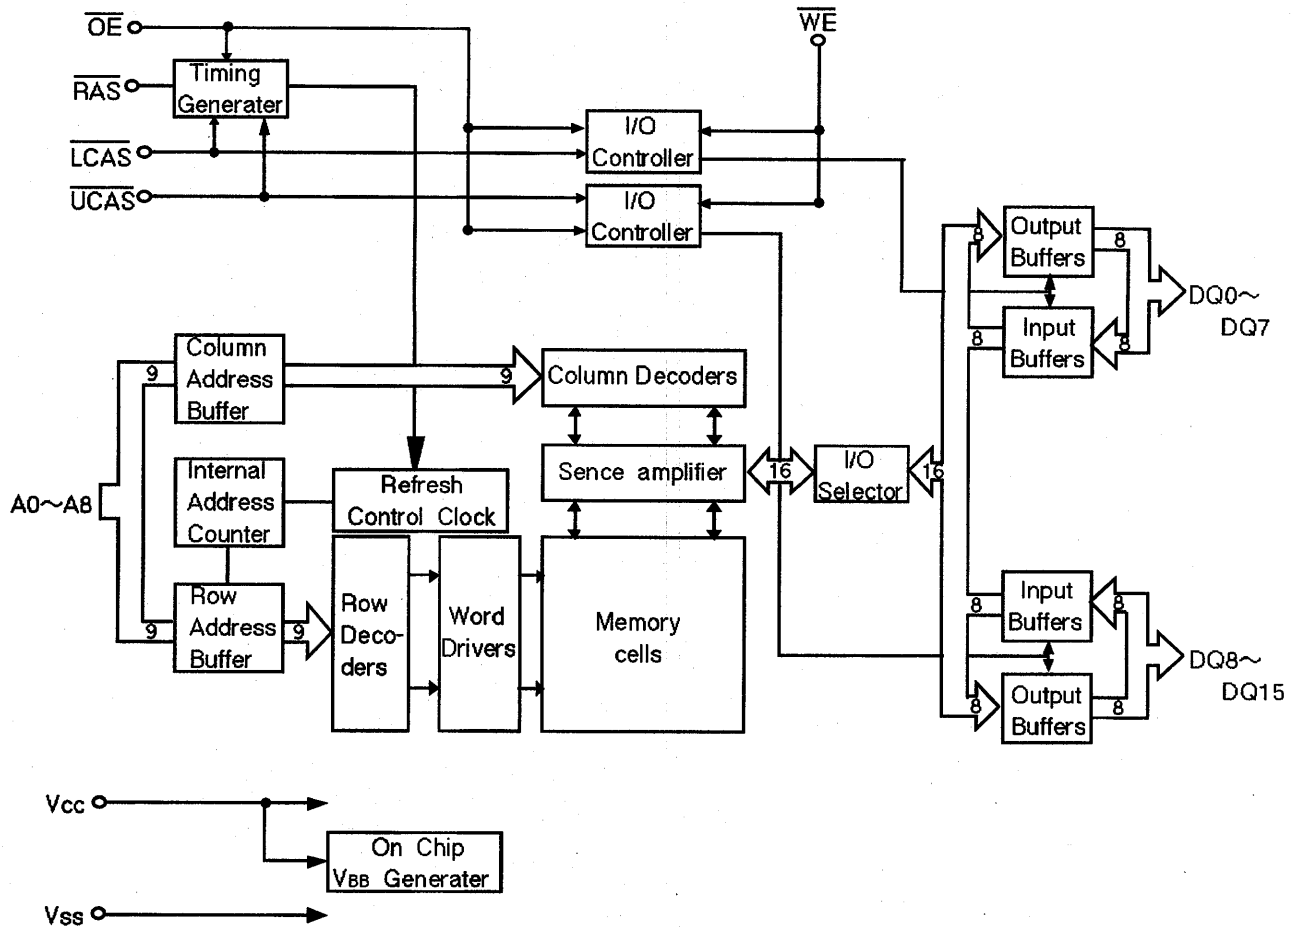 OE
WE
RAS
Timing
Generater
LCAS
UCAS
I/O
Controller
I/O
Controller
8
Output
Buffers
8
DQ0～
DQ7
8
Input
Buffers
8
9
Column
Address
Buffer
9
Column Decoders
A0～A8
Internal
Address
Counter
Refresh
Control Clock
Sence amplifier
16
I/O
Selector
16
9
Row
Address
Buffer
9
Row
Deco-
ders
Word
Drivers
Memory
cells
8
Input
Buffers
8
DQ8～
DQ15
8
Output
Buffers
8
Vcc
On Chip
VBB Generater
Vss